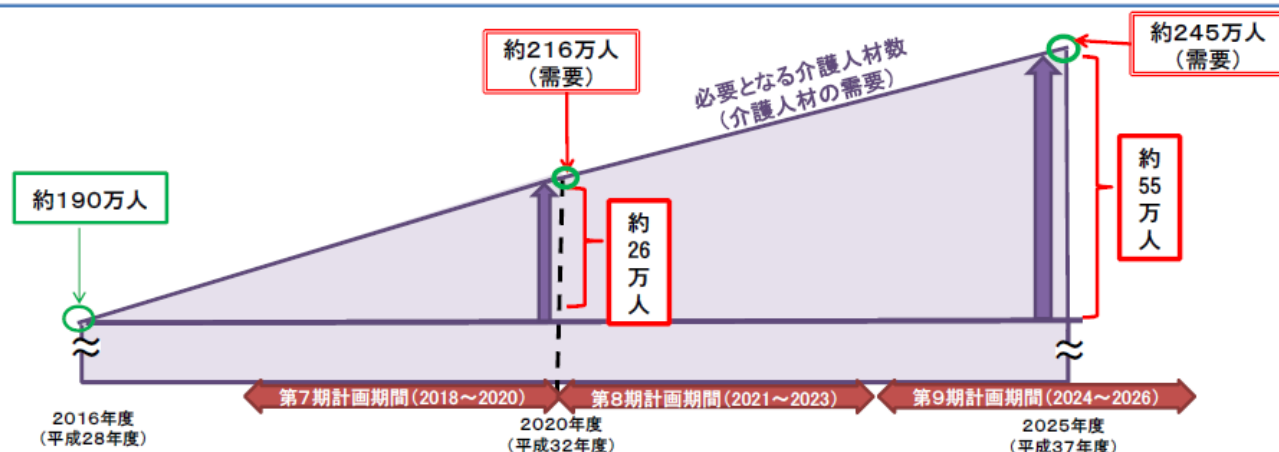 約216万人
（需要）
約245万人
（需要）
必要となる介護人材数
（介護人材の需要）
約190万人
約
26
万
人
約
55
万
人
第7期計画期間（2018～2020）
第8期計画期間（2021～2023）
第9期計画期間（2024～2026）
2016年度
（平成28年度）
2020年度
（平成32年度）
2025年度
（平成37年度）